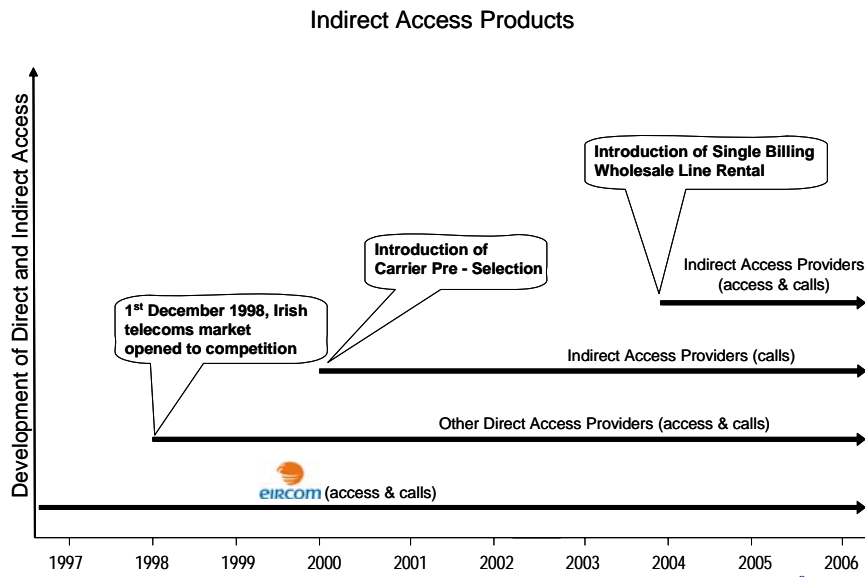 Indirect Access Products
Development of Direct and Indirect Access
Introduction of Single Billing
Wholesale Line Rental
Introduction of
Carrier Pre - Selection
Indirect Access Providers
(access & calls)
1st December 1998, Irish
telecoms market
opened to competition
Indirect Access Providers (calls)
Other Direct Access Providers (access & calls)
eircom (access & calls)
1997 1998 1999 2000 2001 2002 2003 2004 2005 2006